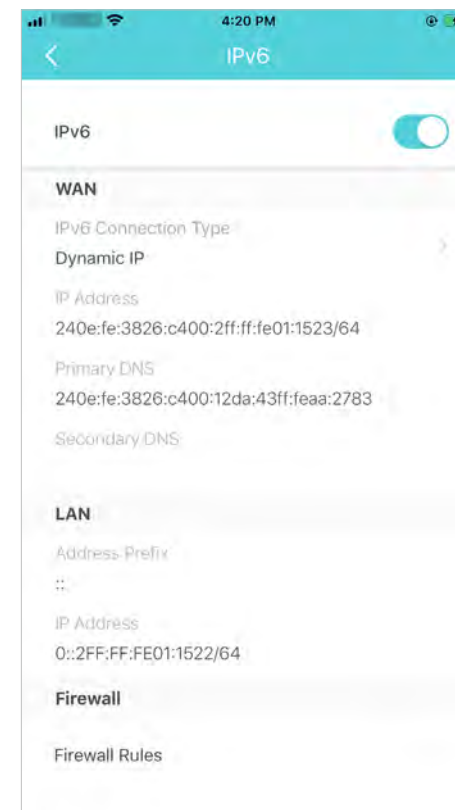 4:20 PM
IPv6
IPv6
WAN
IPv6 Connection Type
Dynamic IP
IP Address
240e:fe:3826:c400:2ff:ff:fe01:1523/64
Primary DNS
240e:fe:3826:c400:12da:43ff:feaa:2783
Secondary DNS
LAN
Address Prefix
::
IP Address
0::2FF:FF:FE01:1522/64
Firewall
Firewall Rules